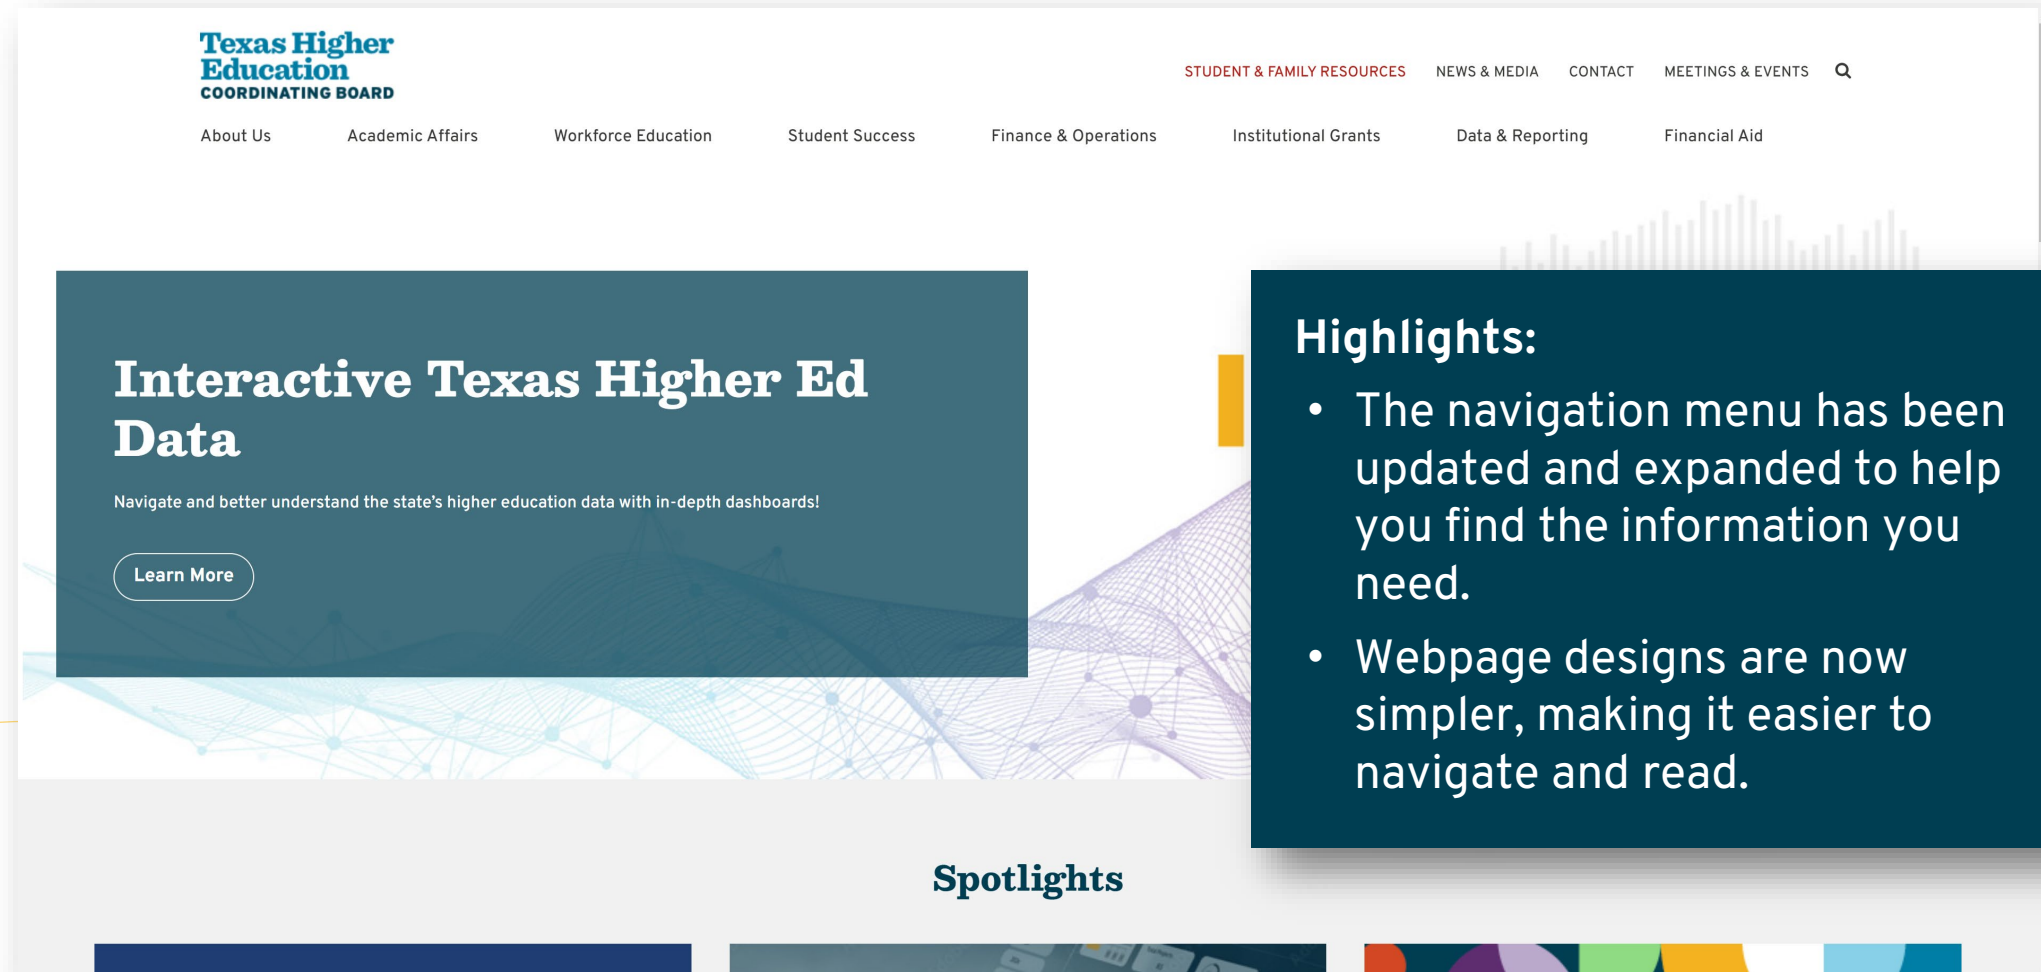 Texas Higher
Education
COORDINATING BOARD
STUDENT & FAMILY RESOURCES NEWS & MEDIA CONTACT MEETINGS & EVENTS
About Us Academic Affairs Workforce Education Student Success Finance & Operations Institutional Grants Data & Reporting Financial Aid
Interactive Texas Higher Ed
Data
Navigate and better understand the state’s higher education data with in-depth dashboards!
Learn More
Highlights:
• The navigation menu has been
updated and expanded to help
you find the information you
need.
• Webpage designs are now
simpler, making it easier to
navigate and read.
Spotlights